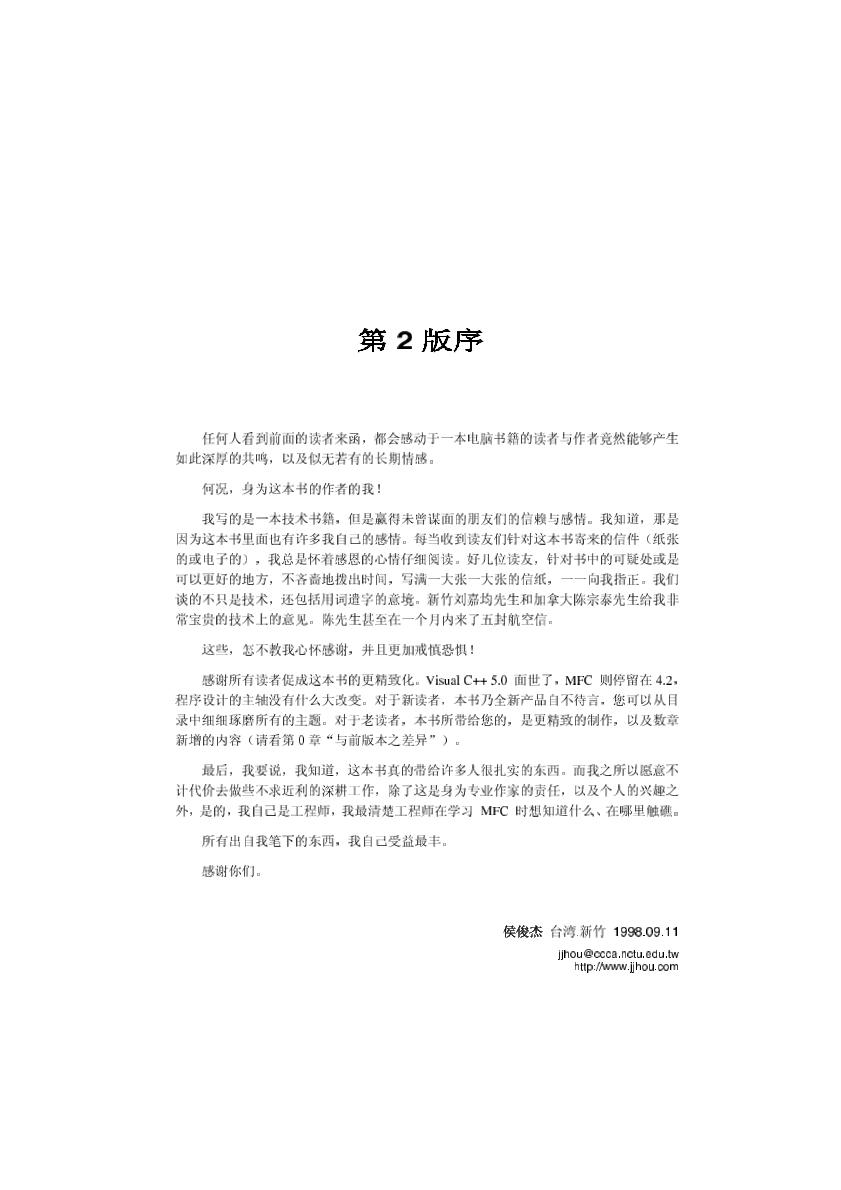 第 2 版序
任何人看到前面的读者来函，都会感动于一本电脑书籍的读者与作者竟然能够产生
如此深厚的共鸣，以及似无若有的长期情感。
何况，身为这本书的作者的我！
我写的是一本技术书籍，但是赢得未曾谋面的朋友们的信赖与感情。我知道，那是
因为这本书里面也有许多我自己的感情。每当收到读友们针对这本书寄来的信件（纸张
的或电子的），我总是怀着感恩的心情仔细阅读。好几位读友，针对书中的可疑处或是
可以更好的地方，不吝啬地拨出时间，写满一大张一大张的信纸，一一向我指正。我们
谈的不只是技术，还包括用词遣字的意境。新竹刘嘉均先生和加拿大陈宗泰先生给我非
常宝贵的技术上的意见。陈先生甚至在一个月内来了五封航空信。
这些，怎不教我心怀感谢，并且更加戒慎恐惧！
感谢所有读者促成这本书的更精致化。Visual C++ 5.0 面世了，MFC 则停留在 4.2，
程序设计的主轴没有什么大改变。对于新读者，本书乃全新产品自不待言，您可以从目
录中细细琢磨所有的主题。对于老读者，本书所带给您的，是更精致的制作，以及数章
新增的内容（请看第 0 章“与前版本之差异”）。
最后，我要说，我知道，这本书真的带给许多人很扎实的东西。而我之所以愿意不
计代价去做些不求近利的深耕工作，除了这是身为专业作家的责任，以及个人的兴趣之
外，是的，我自己是工程师，我最清楚工程师在学习 MFC 时想知道什么、在哪里触礁。
所有出自我笔下的东西，我自己受益最丰。
感谢你们。
侯俊杰 台湾.新竹 1998.09.11
jjhou@ccca.nctu.edu.tw
http://www.jjhou.com